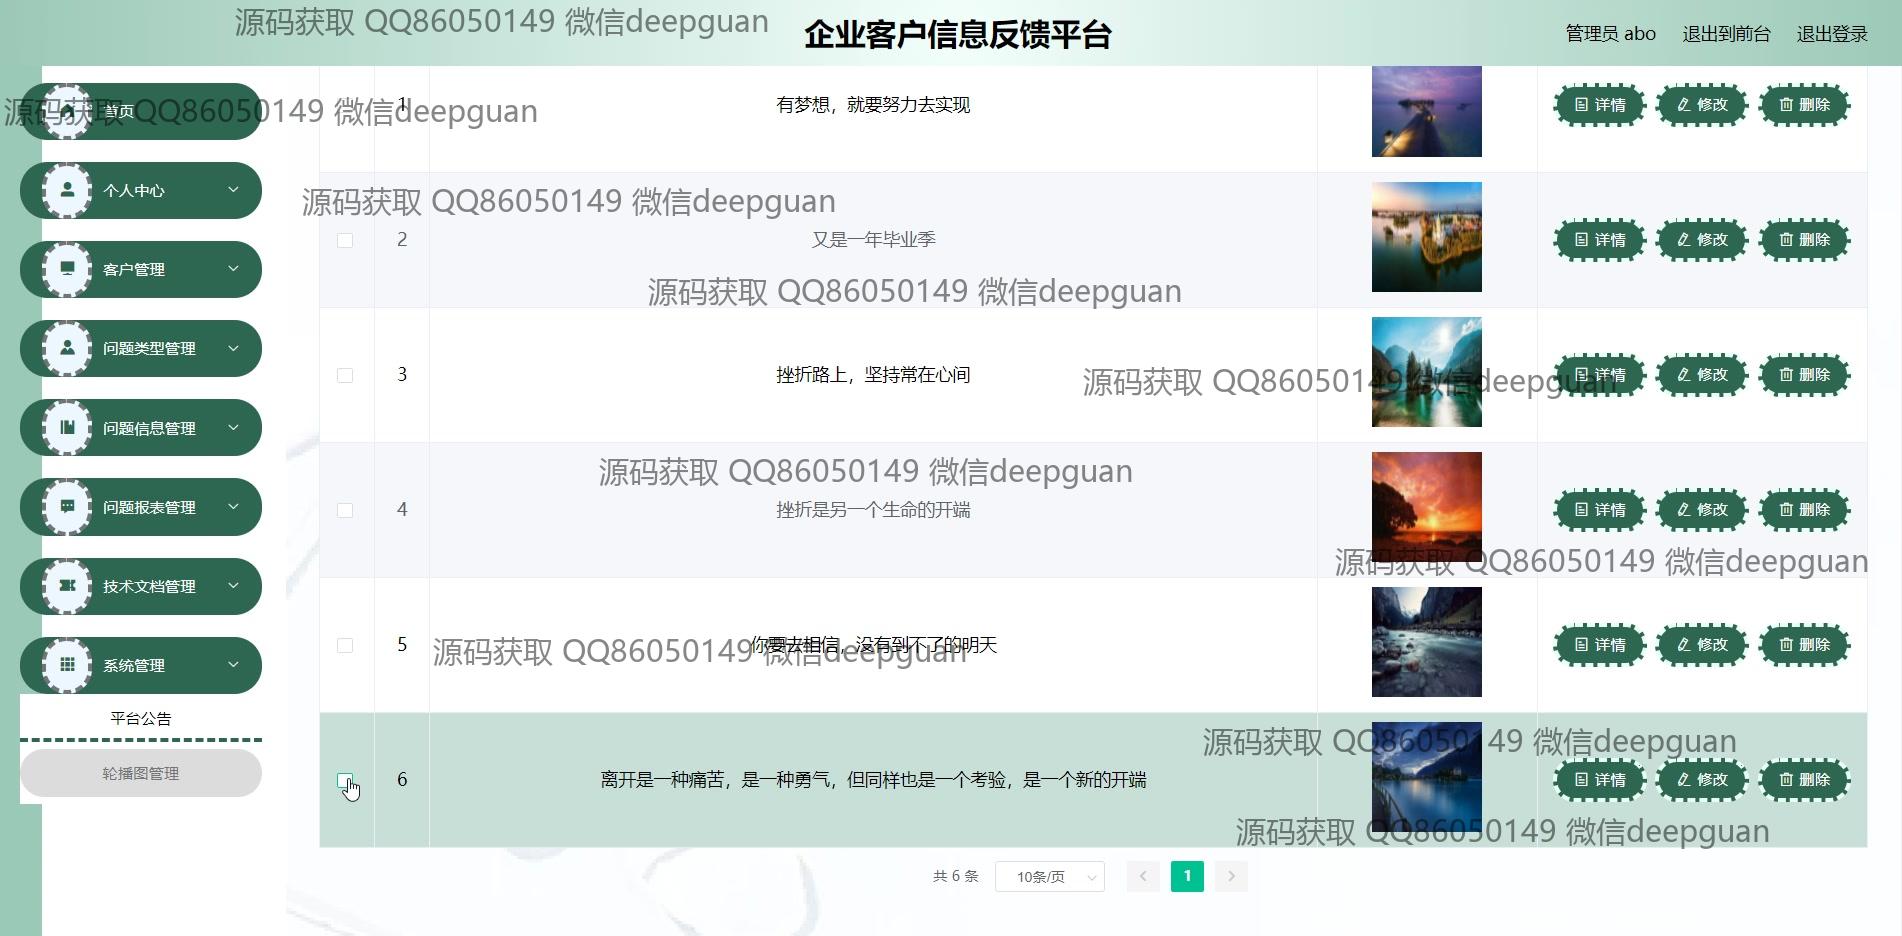 源码获取 QQ86050149 微信deepguan
企业客户信息反馈平台
管理员 abo 退出到前台 退出登录
首页
源码获取 QQ86050149 微信deepguan
1 有梦想，就要努力去实现 详情 修改 删除
个人中心
源码获取 QQ86050149 微信deepguan
2 又是一年毕业季 详情 修改 删除
客户管理
源码获取 QQ86050149 微信deepguan
问题类型管理
3 挫折路上，坚持常在心间 详情 修改 删除
源码获取 QQ86050149 微信deepguan
问题信息管理
源码获取 QQ86050149 微信deepguan
问题报表管理
4 挫折是另一个生命的开端 详情 修改 删除
源码获取 QQ86050149 微信deepguan
技术文档管理
5 你要去相信，没有到不了的明天 详情 修改 删除
源码获取 QQ86050149 微信deepguan
系统管理
平台公告
源码获取 QQ86050149 微信deepguan
轮播图管理
6 离开是一种痛苦，是一种勇气，但同样也是一个考验，是一个新的开端 详情 修改 删除
源码获取 QQ86050149 微信deepguan
共 6 条 10条/页 1